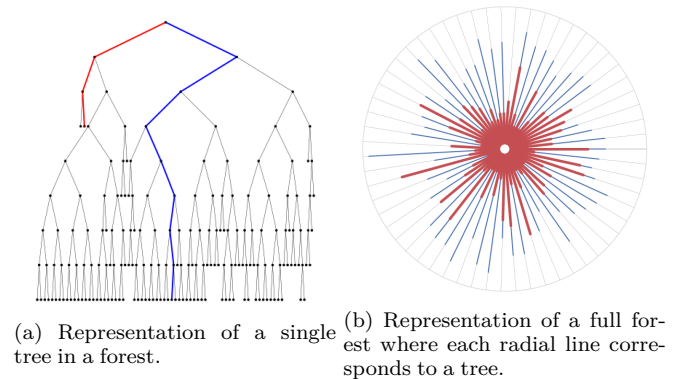 (a) Representation of a single
tree in a forest.
(b) Representation of a full for-
est where each radial line corre-
sponds to a tree.